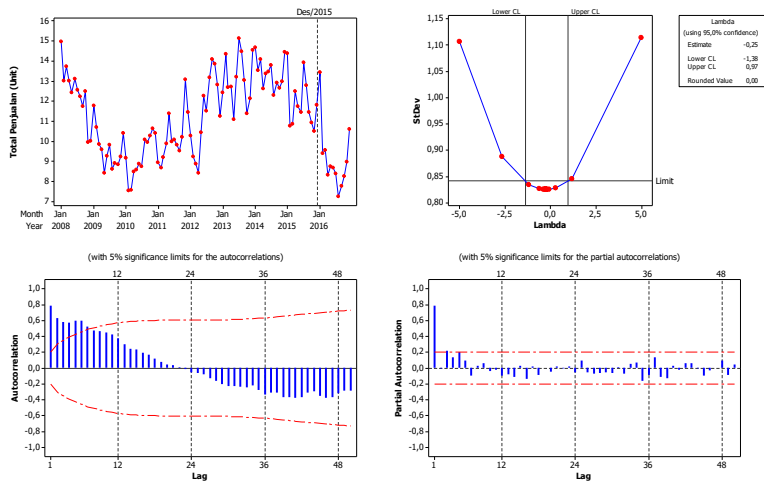 Des/2015
16
15
14
13
12
11
10
9
8
7
Total Penjualan (Unit)
Month Jan Jan Jan Jan Jan Jan Jan Jan Jan
Year 2008 2009 2010 2011 2012 2013 2014 2015 2016
Lower CL Upper CL
1,15
1,10
1,05
1,00
0,95
0,90
0,85
0,80
StDev
Limit
-5,0 -2,5 0,0 2,5 5,0
Lambda
Lambda
(using 95,0% confidence)
Estimate -0,25
Lower CL -1,38
Upper CL 0,97
Rounded Value 0,00
(with 5% significance limits for the autocorrelations)
12 24 36 48
1,0
0,8
0,6
0,4
0,2
0,0
-0,2
-0,4
-0,6
-0,8
-1,0
Autocorrelation
1 12 24 36 48
Lag
(with 5% significance limits for the partial autocorrelations)
12 24 36 48
1,0
0,8
0,6
0,4
0,2
0,0
-0,2
-0,4
-0,6
-0,8
-1,0
Partial Autocorrelation
1 12 24 36 48
Lag